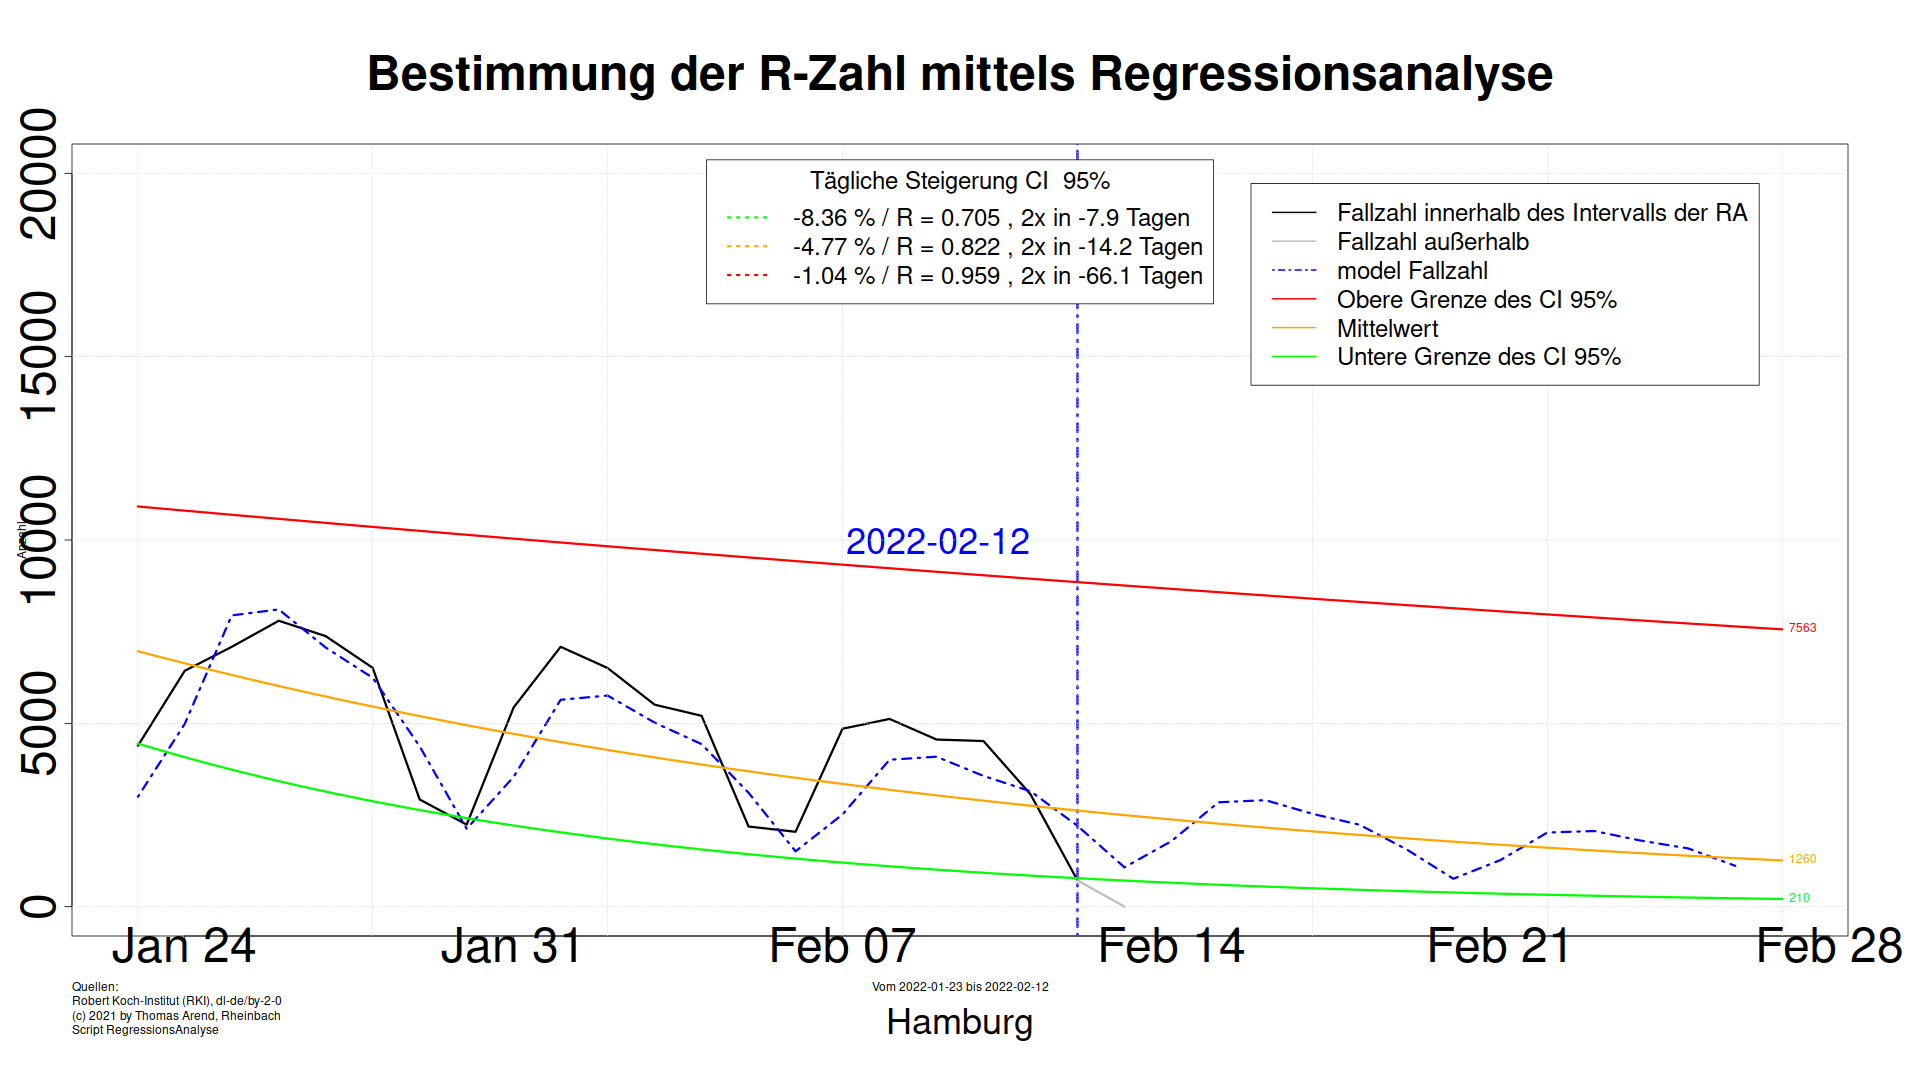 Bestimmung der R-Zahl mittels Regressionsanalyse
Tägliche Steigerung CI  95%
-8.36 % / R = 0.705 , 2x in -7.9 Tagen
-4.77 % / R = 0.822 , 2x in -14.2 Tagen
-1.04 % / R = 0.959 , 2x in -66.1 Tagen
Fallzahl innerhalb des Intervalls der RA
Fallzahl außerhalb
model Fallzahl
Obere Grenze des CI 95%
Mittelwert
Untere Grenze des CI 95%
20000
15000
10000
5000
0
Anzahl
2022-02-12
7563
1260
210
Jan 24
Jan 31
Feb 07
Feb 14
Feb 21
Feb 28
Quellen:
Robert Koch-Institut (RKI), dl-de/by-2-0
(c) 2021 by Thomas Arend, Rheinbach
Script RegressionsAnalyse
Vom 2022-01-23 bis 2022-02-12
Hamburg